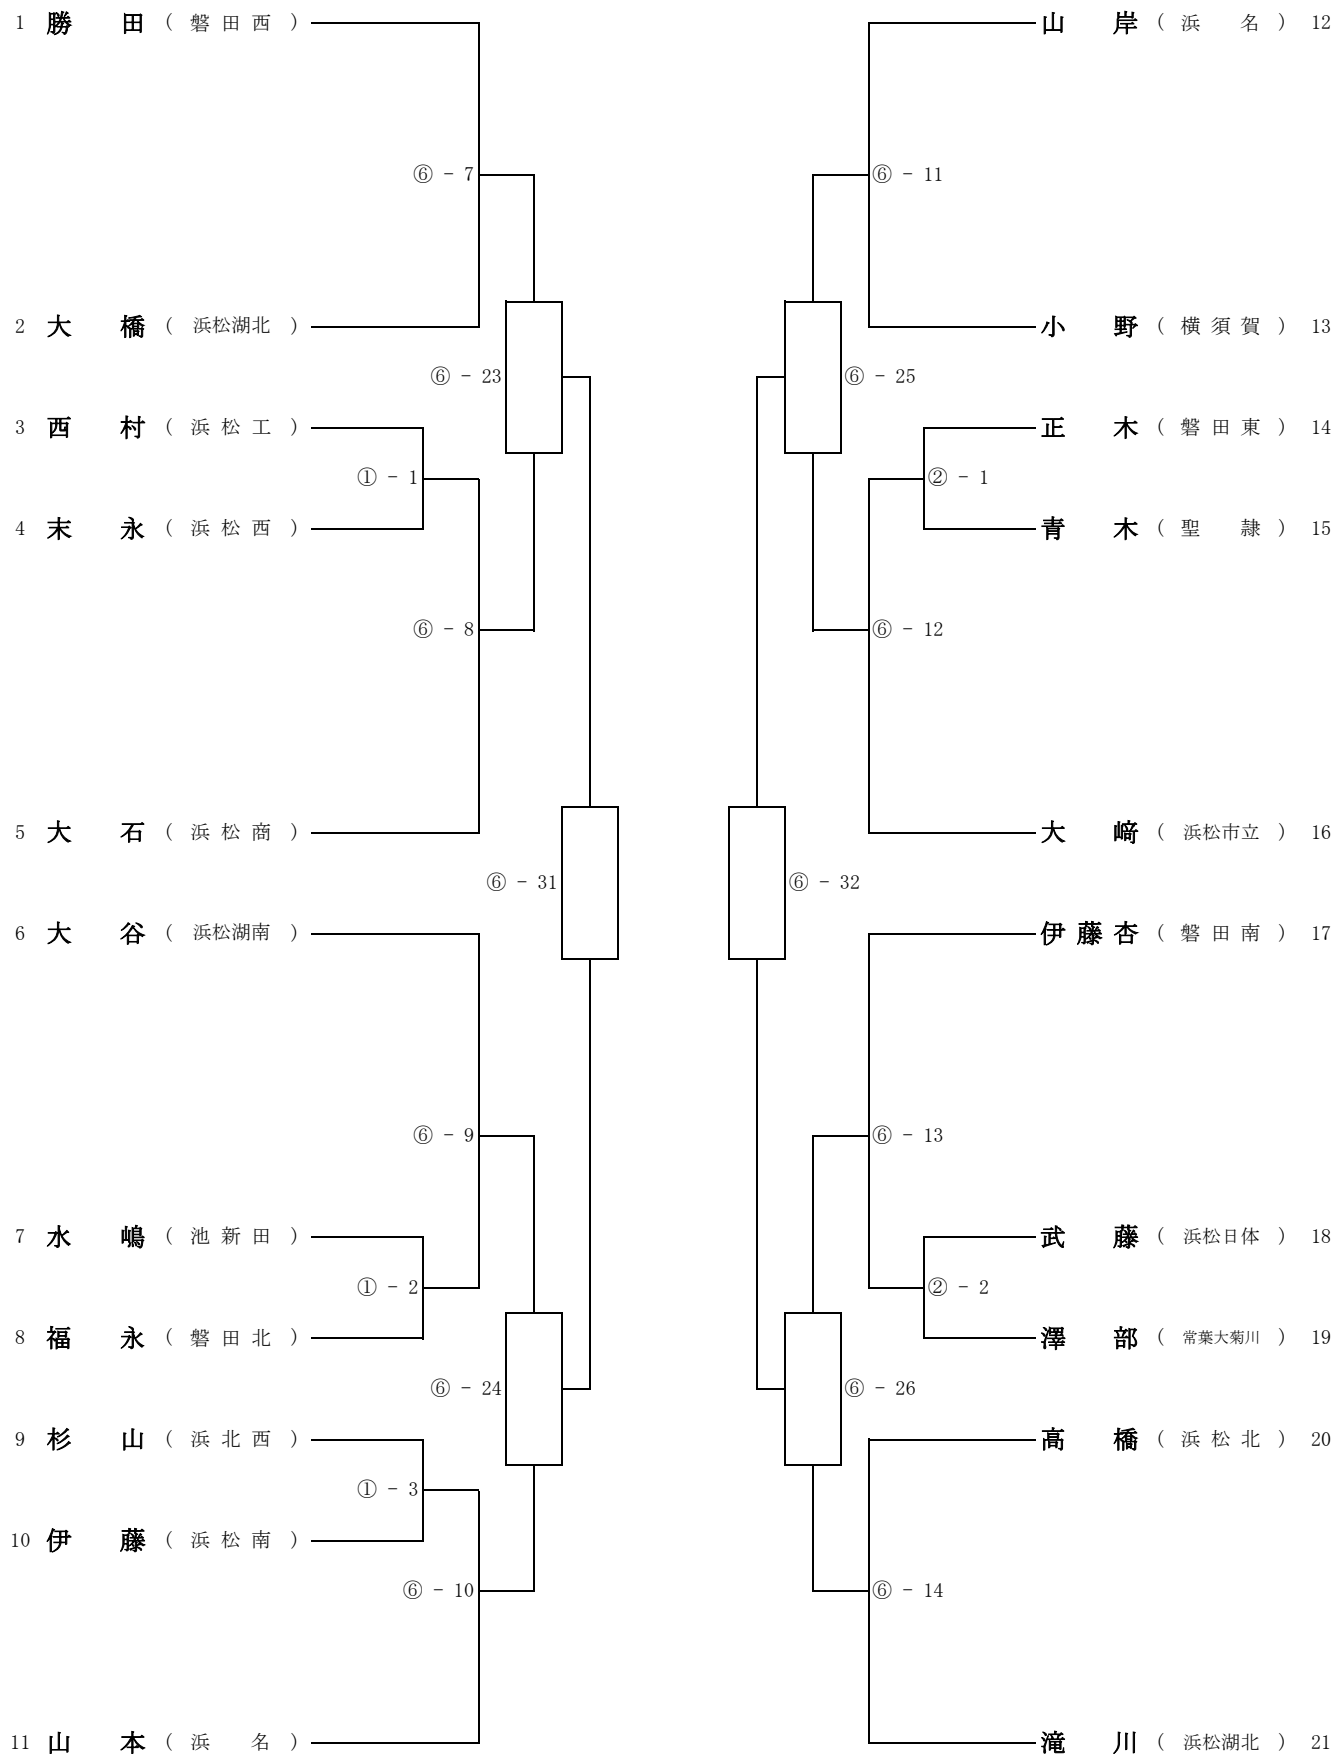 1 勝 田 ( 磐 田 西 )
⑥ - 7
2 大 橋 ( 浜松湖北 )
⑥ - 23
3 西 村 ( 浜 松 工 )
① - 1
4 末 永 ( 浜 松 西 )
⑥ - 8
5 大 石 ( 浜 松 商 )
⑥ - 31
6 大 谷 ( 浜松湖南 )
⑥ - 9
7 水 嶋 ( 池 新 田 )
① - 2
8 福 永 ( 磐 田 北 )
⑥ - 24
9 杉 山 ( 浜 北 西 )
① - 3
10 伊 藤 ( 浜 松 南 )
⑥ - 10
11 山 本 ( 浜 名 )
山 岸 ( 浜 名 ) 12
⑥ - 11
小 野 ( 横 須 賀 ) 13
⑥ - 25
正 木 ( 磐 田 東 ) 14
② - 1
青 木 ( 聖 隷 ) 15
⑥ - 12
大 﨑 ( 浜松市立 ) 16
⑥ - 32
伊 藤 杏 ( 磐 田 南 ) 17
⑥ - 13
武 藤 ( 浜松日体 ) 18
② - 2
澤 部 ( 常葉大菊川 ) 19
⑥ - 26
高 橋 ( 浜 松 北 ) 20
⑥ - 14
滝 川 ( 浜松湖北 ) 21